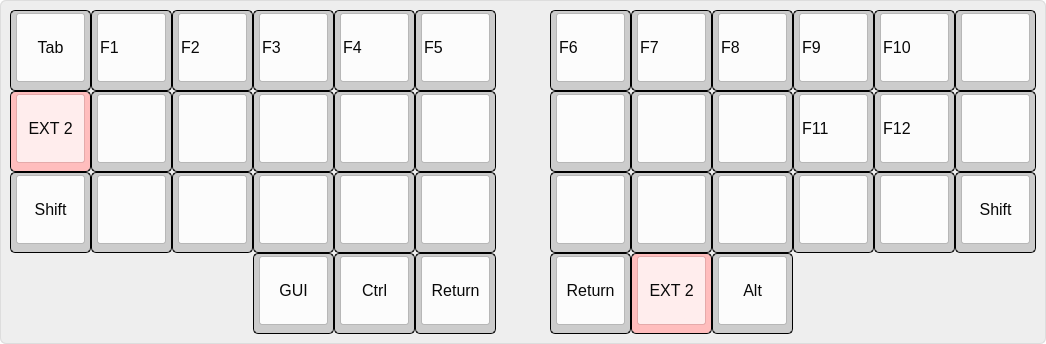 Tab F1 F2 F3 F4 F5 F6 F7 F8 F9 F10
EXT 2 F11 F12
Shift Shift
GUI Ctrl Return Return EXT 2 Alt